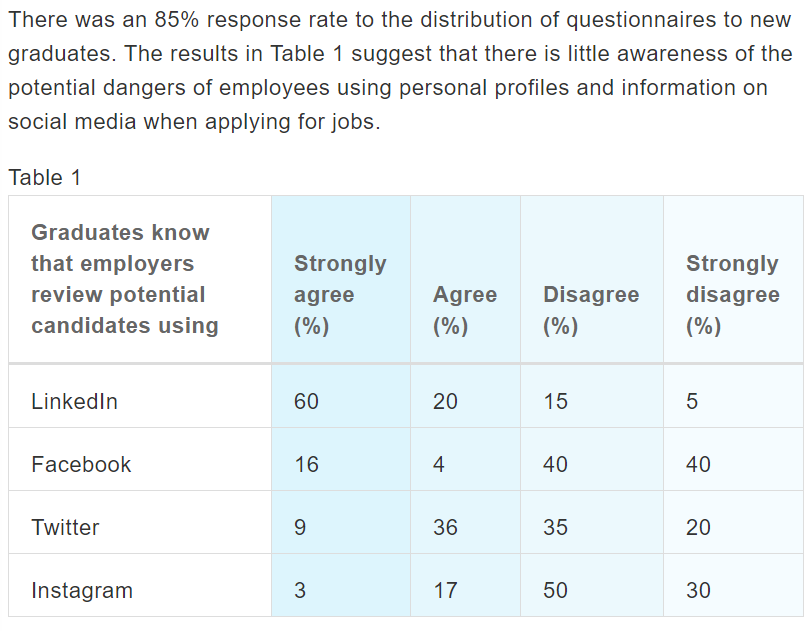 There was an 85% response rate to the distribution of questionnaires to new
graduates. The results in Table 1 suggest that there is little awareness of the
potential dangers of employees using personal profiles and information on
social media when applying for jobs.
Table 1
Graduates know
that employers
review potential
candidates using
Strongly
agree
(%)
Agree
(%)
Disagree
(%)
Strongly
disagree
(%)
LinkedIn 60 20 15 5
Facebook 16 4 40 40
Twitter 9 36 35 20
Instagram 3 17 50 30